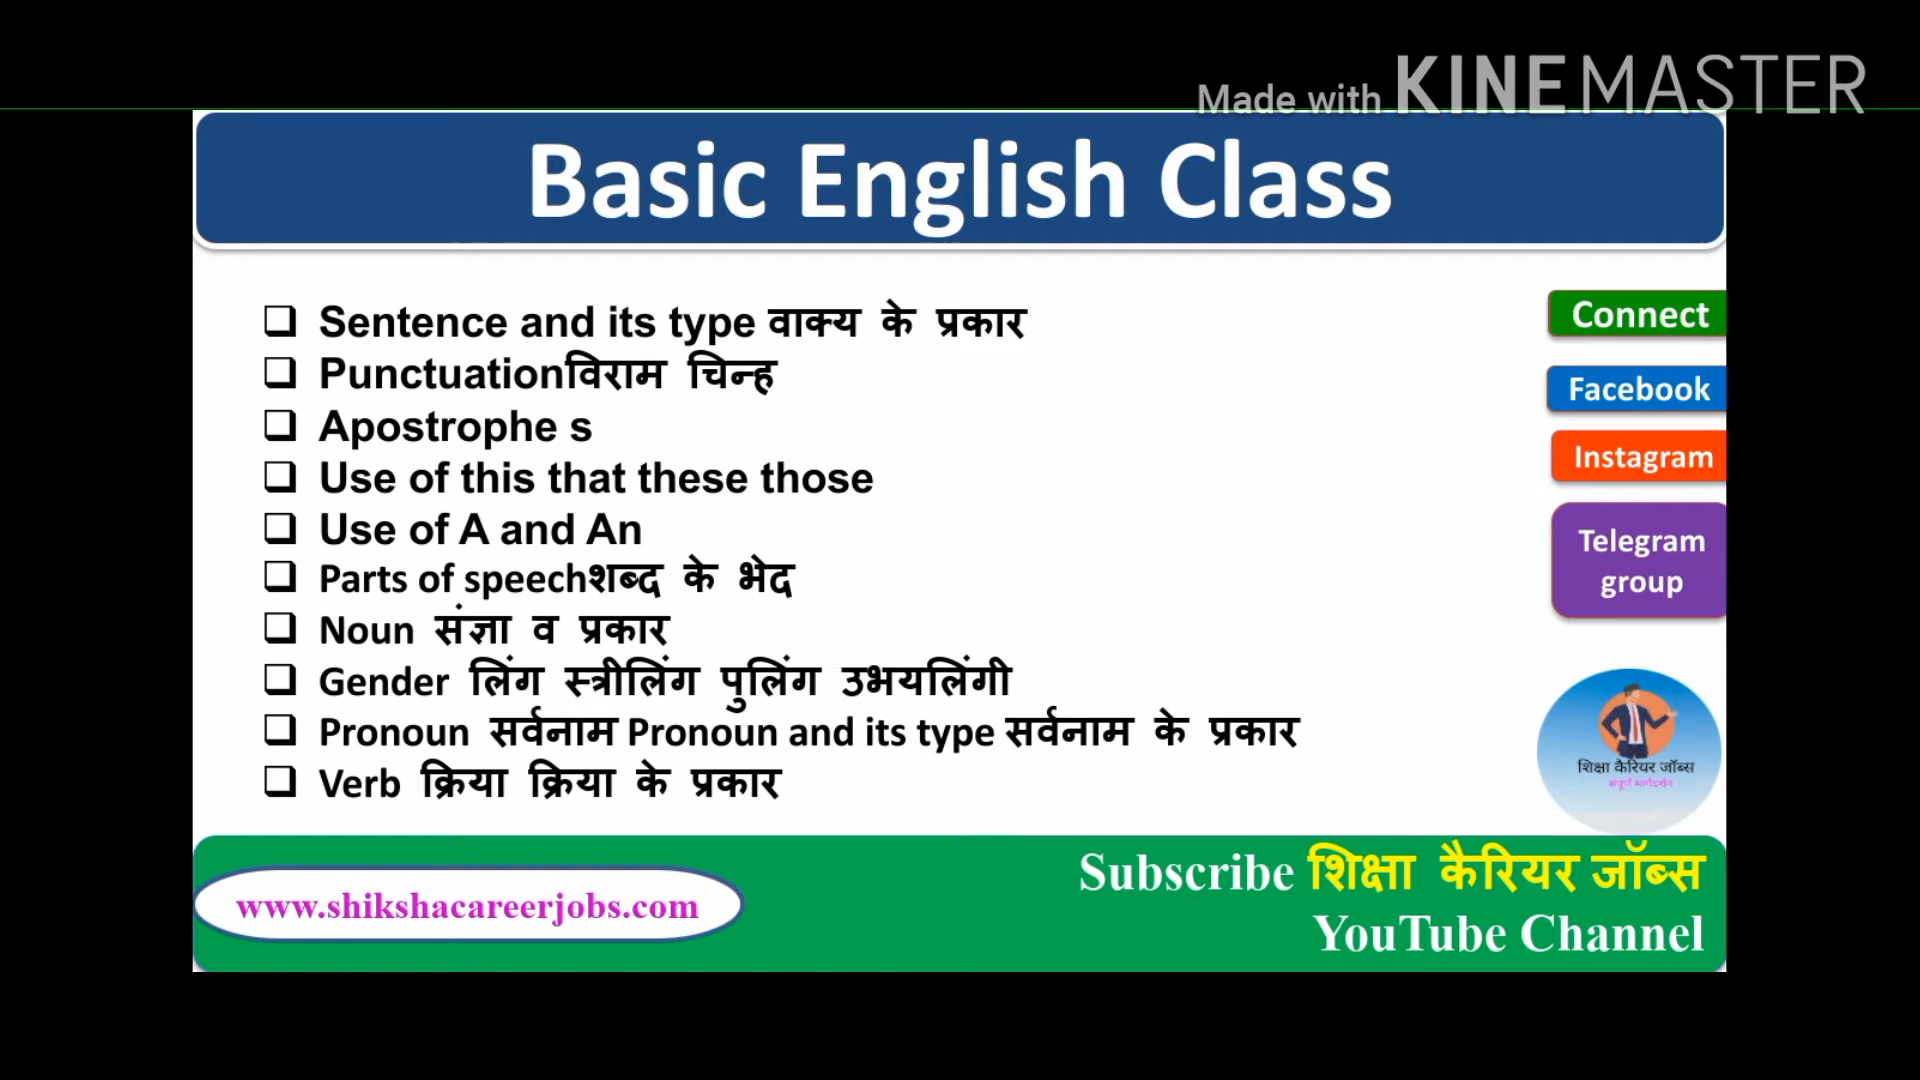 Made with KINEMASTER
Basic English Class
Sentence and its type वाक्य के प्रकार
Punctuationविराम चिन्ह
Apostrophe s
Use of this that these those
Use of A and An
Parts of speechशब्द के भेद
Noun संज्ञा व प्रकार
Gender लिंग स्त्रीलिंग पुलिंग उभयलिंगी
Pronoun सर्वनाम Pronoun and its type सर्वनाम के प्रकार
Verb क्रिया क्रिया के प्रकार
Connect
Facebook
Instagram
Telegram
group
शिक्षा कैरियर जॉब्स
संपूर्ण मार्गदर्शन
www.shikshacareerjobs.com
Subscribe शिक्षा कैरियर जॉब्स
YouTube Channel